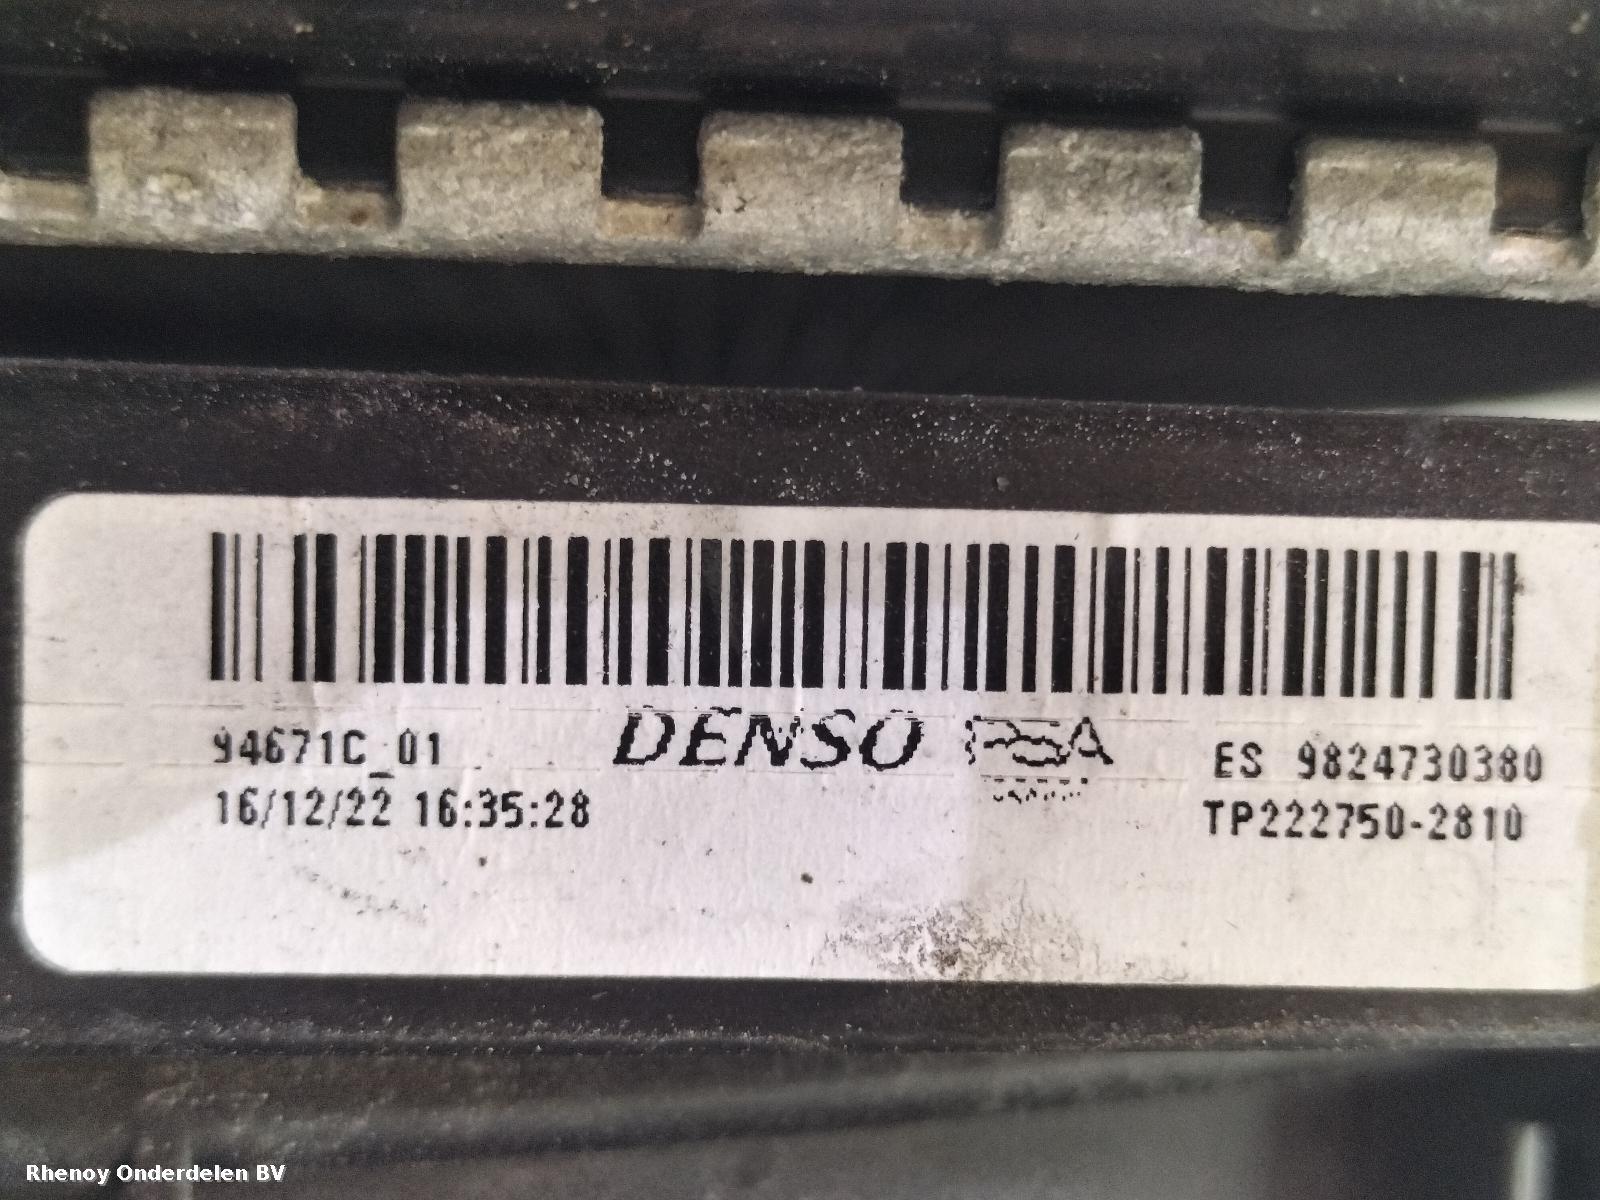 94671C_01
DENSO PSA
ES 9824730380
16/12/22 16:35:28
TP222750-2810
Rhenoy Onderdelen BV